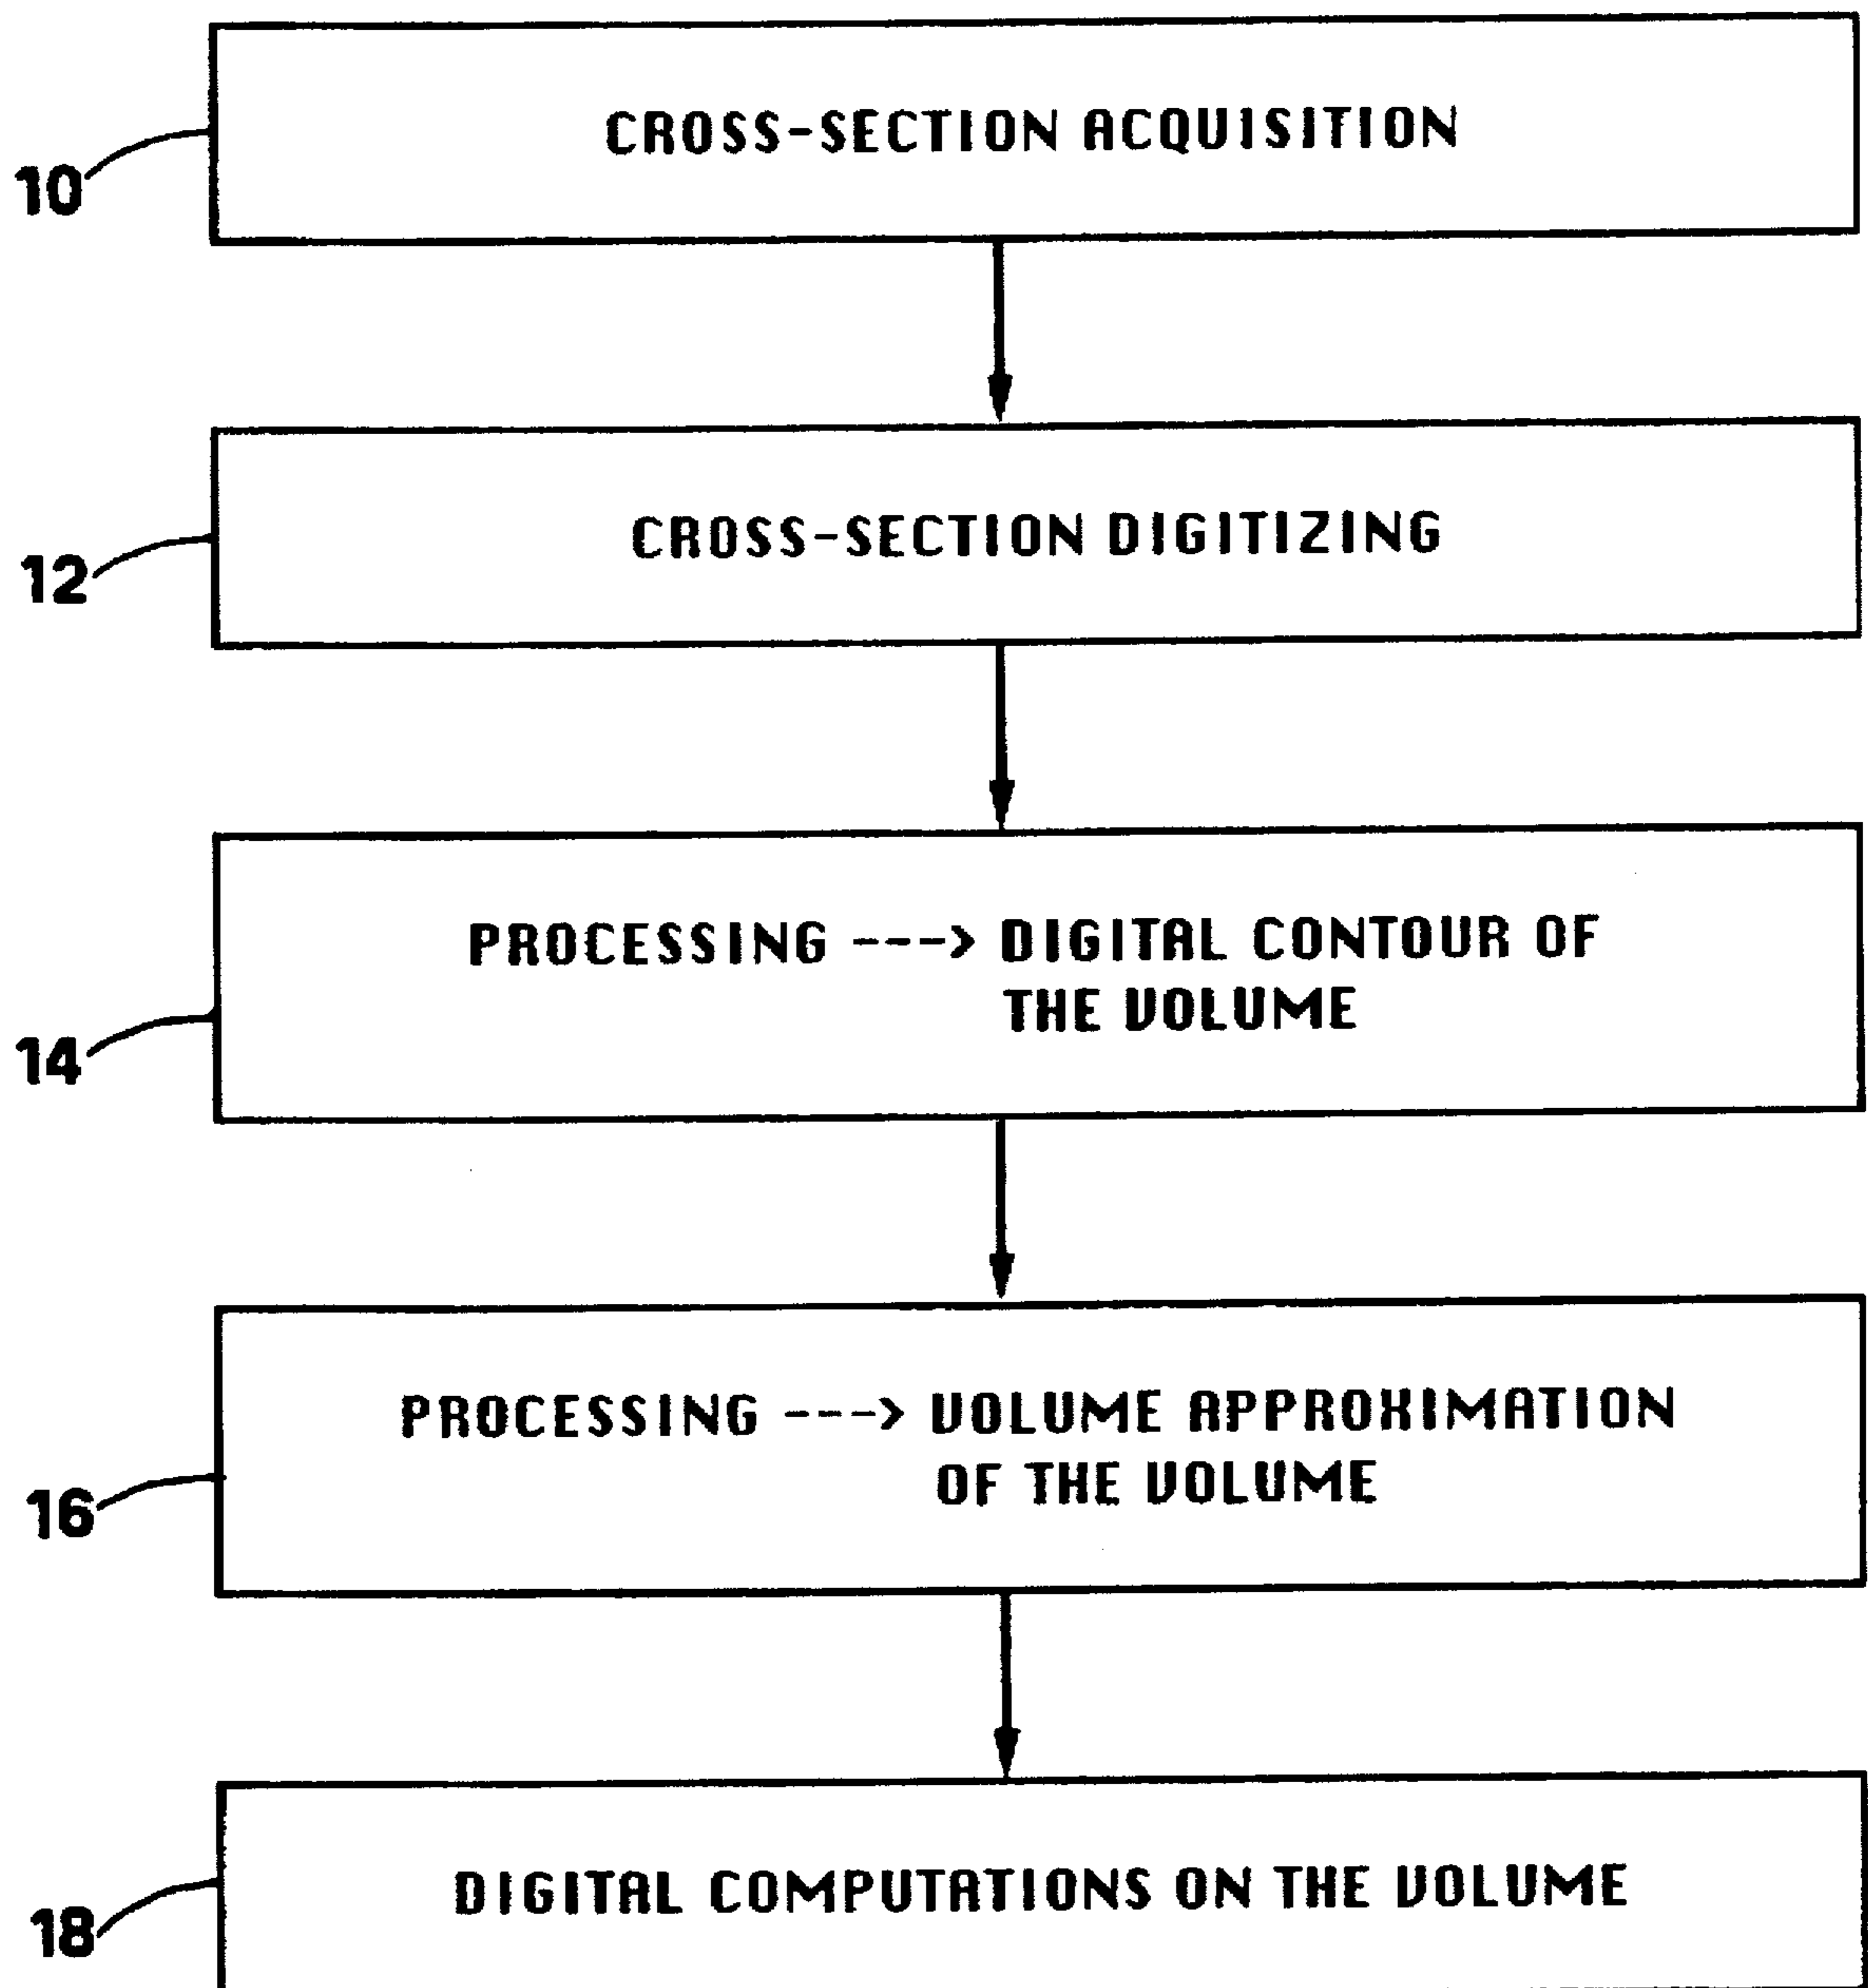 CROSS-SECTION ACQUISITION
10
CROSS-SECTION DIGITIZING
12
PROCESSING ---> DIGITAL CONTOUR OF
THE VOLUME
14
PROCESSING ---> VOLUME APPROXIMATION
OF THE VOLUME
16
DIGITAL COMPUTATIONS ON THE VOLUME
18